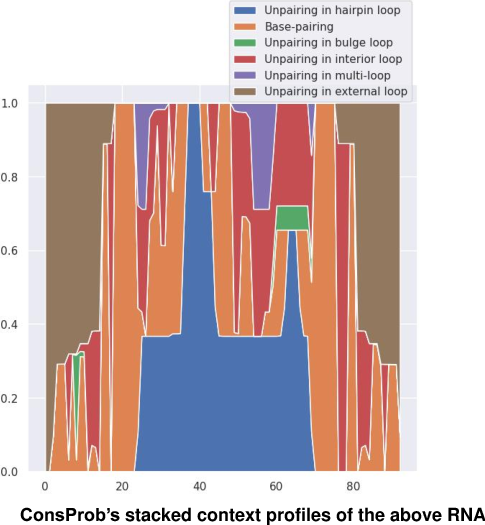 Unpairing in hairpin loop
Base-pairing
Unpairing in bulge loop
Unpairing in interior loop
Unpairing in multi-loop
Unpairing in external loop
1.0
0.8
0.6
0.4
0.2
0.0
0 20 40 60 80
ConsProb's stacked context profiles of the above RNA